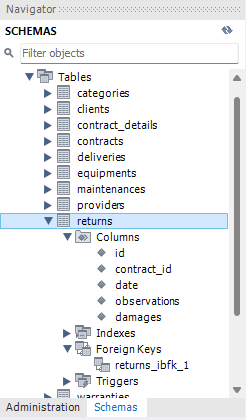 Navigator
SCHEMAS
Filter objects
Tables
categories
clients
contract_details
contracts
deliveries
equipments
maintenances
providers
returns
Columns
id
contract_id
date
observations
damages
Indexes
Foreign Keys
returns_ibfk_1
Triggers
warranties
Administration Schemas